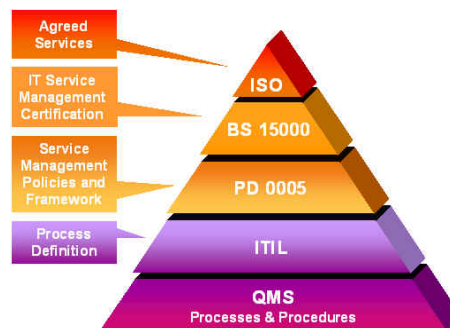 Agreed
Services
IT Service
Management
Certification
Service
Management
Policies and
Framework
Process
Definition
ISO
BS 15000
PD 0005
ITIL
QMS
Processes & Procedures